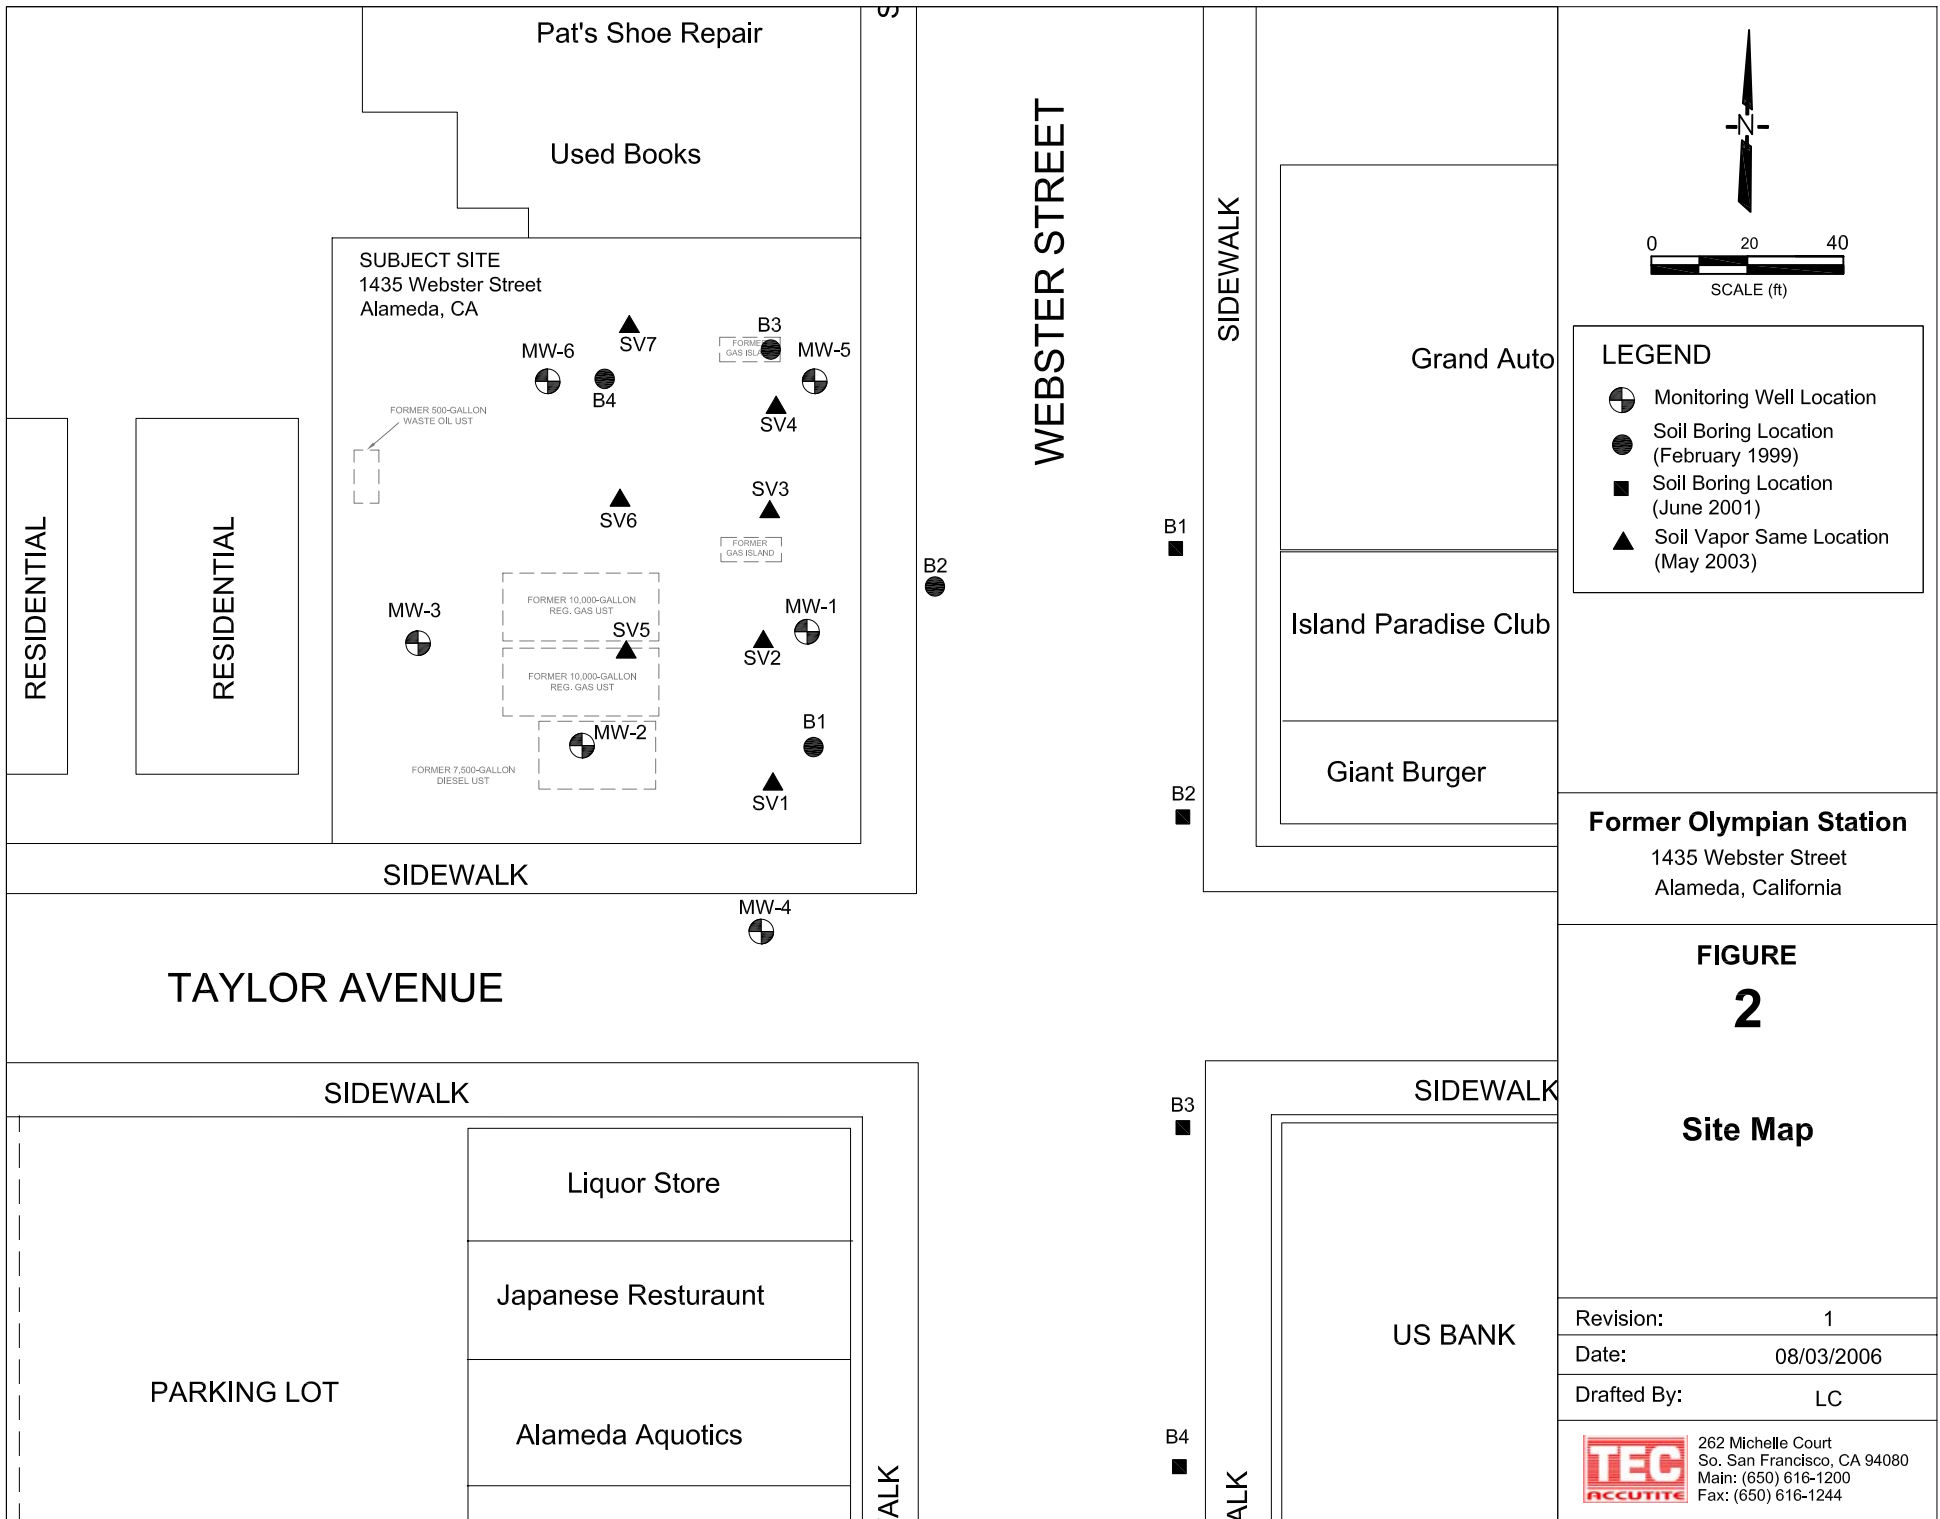 Pat's Shoe Repair
Used Books
SUBJECT SITE
1435 Webster Street
Alameda, CA
SV7
B3
FORMER
GAS ISLAND
MW-5
MW-6
B4
SV4
FORMER 500-GALLON
WASTE OIL UST
SV3
SV6
FORMER
GAS ISLAND
RESIDENTIAL
RESIDENTIAL
MW-3
FORMER 10,000-GALLON
REG. GAS UST
SV5
FORMER 10,000-GALLON
REG. GAS UST
MW-1
SV2
MW-2
B1
FORMER 7,500-GALLON
DIESEL UST
SV1
SIDEWALK
B2
WEBSTER STREET
SIDEWALK
B1
B2
Grand Auto
Island Paradise Club
Giant Burger
MW-4
TAYLOR AVENUE
SIDEWALK
SIDEWALK
B3
Liquor Store
Japanese Resturaunt
Alameda Aquotics
PARKING LOT
US BANK
B4
ALK
ALK
N
0 20 40
SCALE (ft)
LEGEND
Monitoring Well Location
Soil Boring Location
(February 1999)
Soil Boring Location
(June 2001)
Soil Vapor Same Location
(May 2003)
Former Olympian Station
1435 Webster Street
Alameda, California
FIGURE
2
Site Map
Revision: 1
Date: 08/03/2006
Drafted By: LC
TEC
ACCUTITE
262 Michelle Court
So. San Francisco, CA 94080
Main: (650) 616-1200
Fax: (650) 616-1244